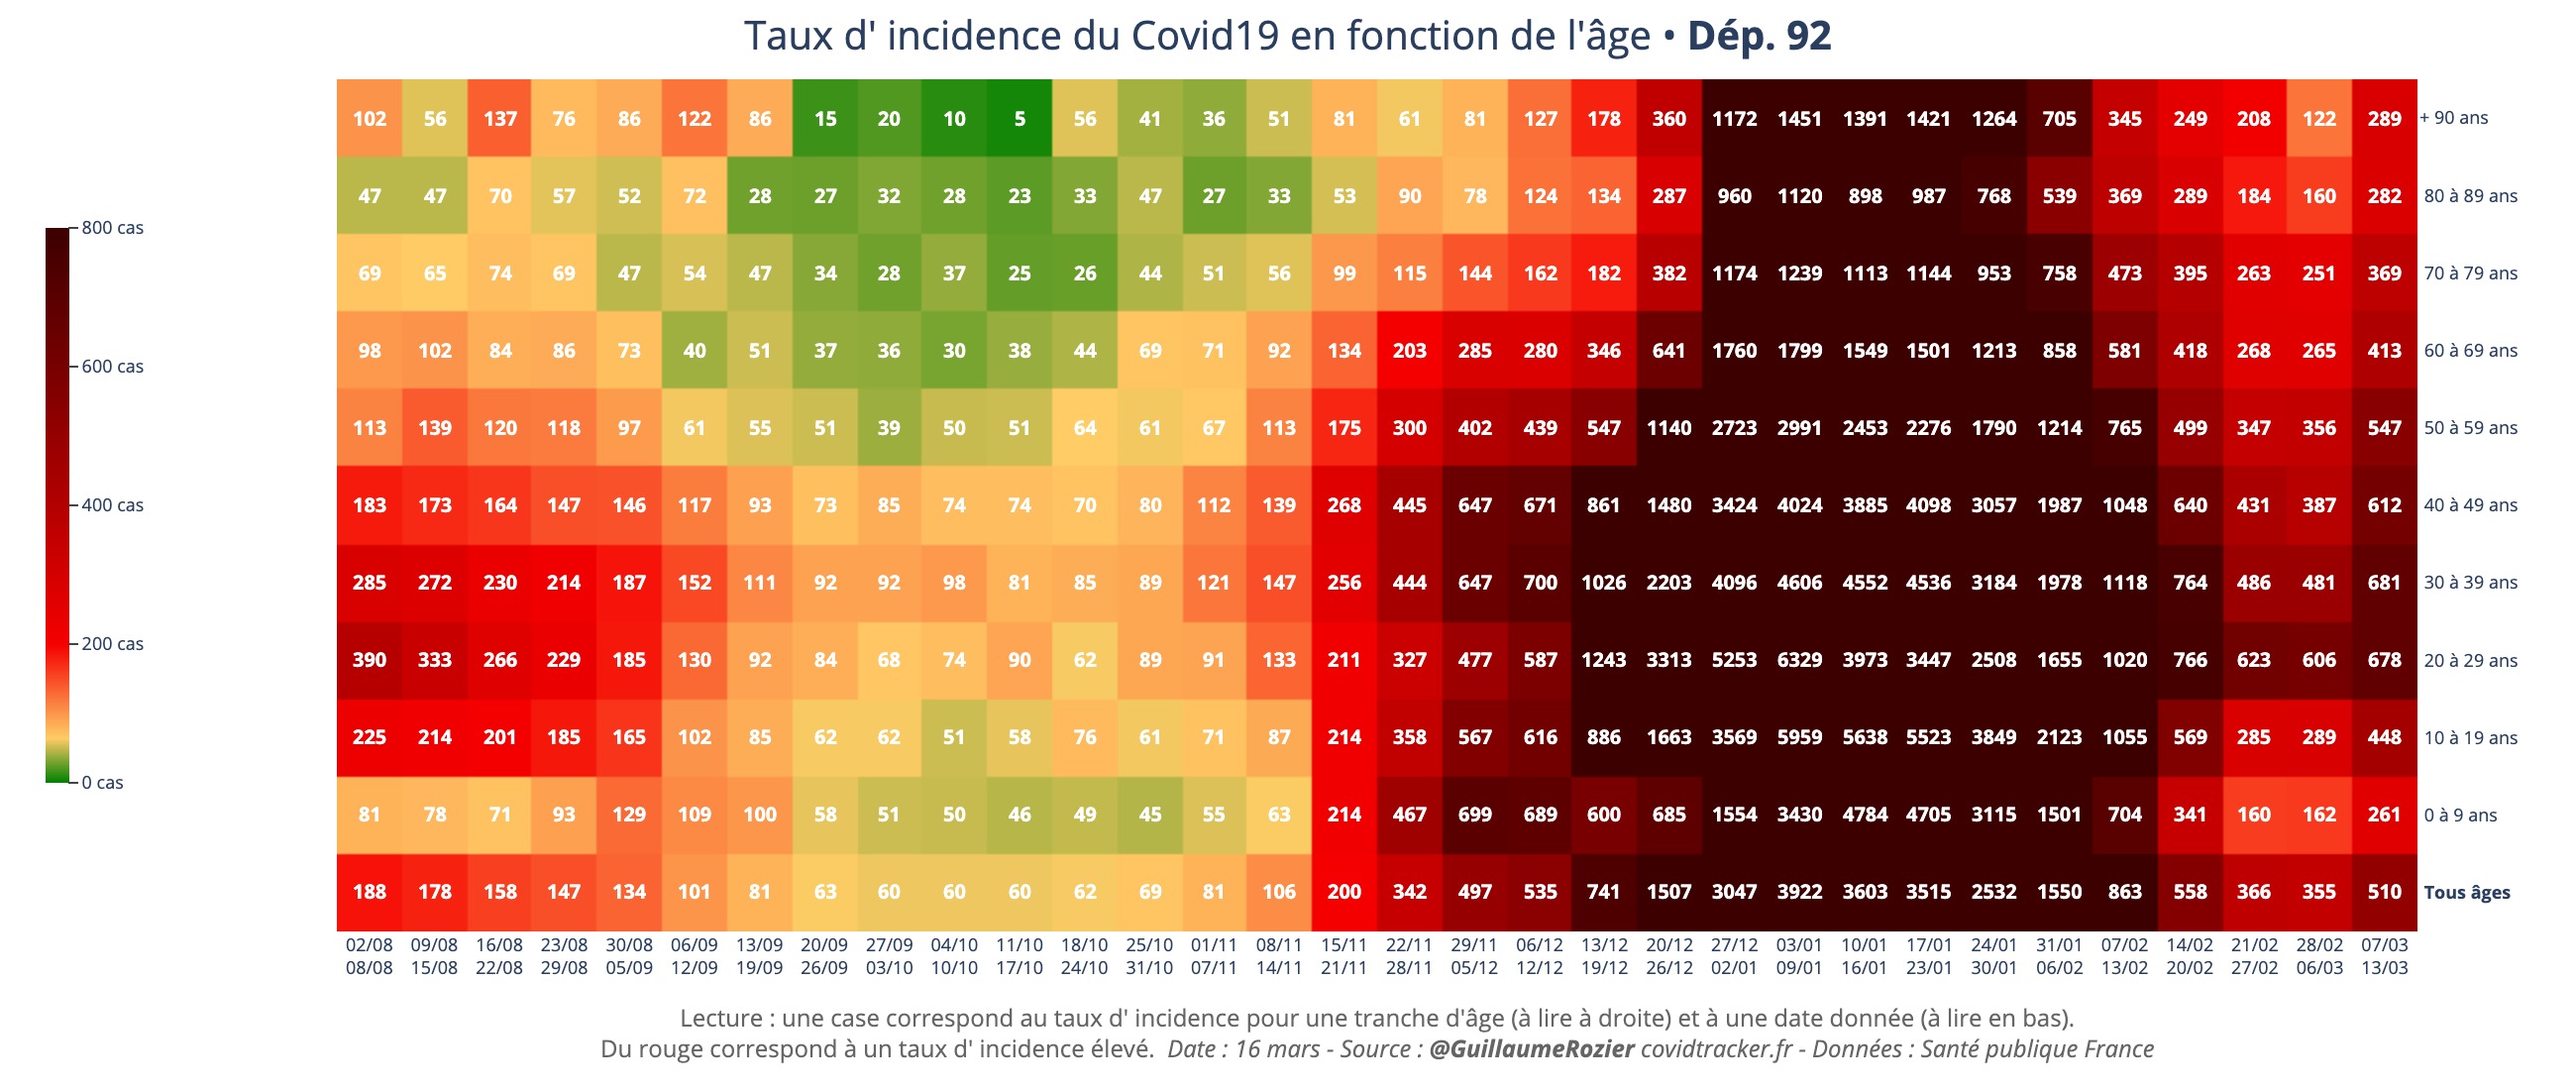 Taux d' incidence du Covid19 en fonction de l'âge • Dép. 92
102 56 137 76 86 122 86 15 20 10 5 56 41 36 51 81 61 81 127 178 360 1172 1451 1391 1421 1264 705 345 249 208 122 289 + 90 ans
47 47 70 57 52 72 28 27 32 28 23 33 47 27 33 53 90 78 124 134 287 960 1120 898 987 768 539 369 289 184 160 282 80 à 89 ans
800 cas
69 65 74 69 47 54 47 34 28 37 25 26 44 51 56 99 115 144 162 182 382 1174 1239 1113 1144 953 758 473 395 263 251 369 70 à 79 ans
98 102 84 86 73 40 51 37 36 30 38 44 69 71 92 134 203 285 280 346 641 1760 1799 1549 1501 1213 858 581 418 268 265 413 60 à 69 ans
600 cas
113 139 120 118 97 61 55 51 39 50 51 64 61 67 113 175 300 402 439 547 1140 2723 2991 2453 2276 1790 1214 765 499 347 356 547 50 à 59 ans
400 cas
183 173 164 147 146 117 93 73 85 74 74 70 80 112 139 268 445 647 671 861 1480 3424 4024 3885 4098 3057 1987 1048 640 431 387 612 40 à 49 ans
285 272 230 214 187 152 111 92 92 98 81 85 89 121 147 256 444 647 700 1026 2203 4096 4606 4552 4536 3184 1978 1118 764 486 481 681 30 à 39 ans
200 cas
390 333 266 229 185 130 92 84 68 74 90 62 89 91 133 211 327 477 587 1243 3313 5253 6329 3973 3447 2508 1655 1020 766 623 606 678 20 à 29 ans
225 214 201 185 165 102 85 62 62 51 58 76 61 71 87 214 358 567 616 886 1663 3569 5959 5638 5523 3849 2123 1055 569 285 289 448 10 à 19 ans
0 cas
81 78 71 93 129 109 100 58 51 50 46 49 45 55 63 214 467 699 689 600 685 1554 3430 4784 4705 3115 1501 704 341 160 162 261 0 à 9 ans
188 178 158 147 134 101 81 63 60 60 60 62 69 81 106 200 342 497 535 741 1507 3047 3922 3603 3515 2532 1550 863 558 366 355 510 Tous âges
02/08 09/08 16/08 23/08 30/08 06/09 13/09 20/09 27/09 04/10 11/10 18/10 25/10 01/11 08/11 15/11 22/11 29/11 06/12 13/12 20/12 27/12 03/01 10/01 17/01 24/01 31/01 07/02 14/02 21/02 28/02 07/03
08/08 15/08 22/08 29/08 05/09 12/09 19/09 26/09 03/10 10/10 17/10 24/10 31/10 07/11 14/11 21/11 28/11 05/12 12/12 19/12 26/12 02/01 09/01 16/01 23/01 30/01 06/02 13/02 20/02 27/02 06/03 13/03
Lecture : une case correspond au taux d' incidence pour une tranche d'âge (à lire à droite) et à une date donnée (à lire en bas).
Du rouge correspond à un taux d' incidence élevé. Date : 16 mars - Source : @GuillaumeRozier covidtracker.fr - Données : Santé publique France